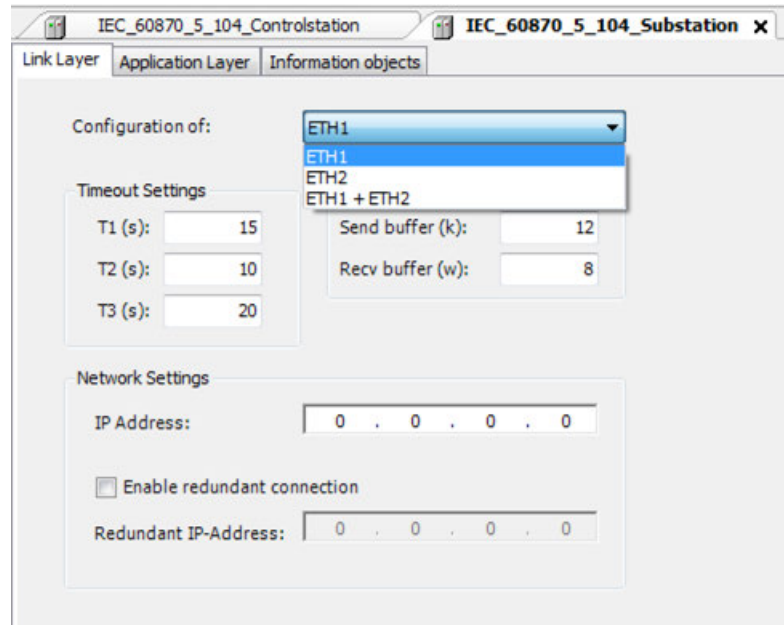 IEC_60870_5_104_Controlstation IEC_60870_5_104_Substation X
Link Layer Application Layer Information objects
Configuration of: ETH1
ETH1
ETH2
ETH1 + ETH2
Timeout Settings
T1 (s): 15 Send buffer (k): 12
T2 (s): 10 Recv buffer (w): 8
T3 (s): 20
Network Settings
IP Address: 0 . 0 . 0 . 0
Enable redundant connection
Redundant IP-Address: 0 . 0 . 0 . 0